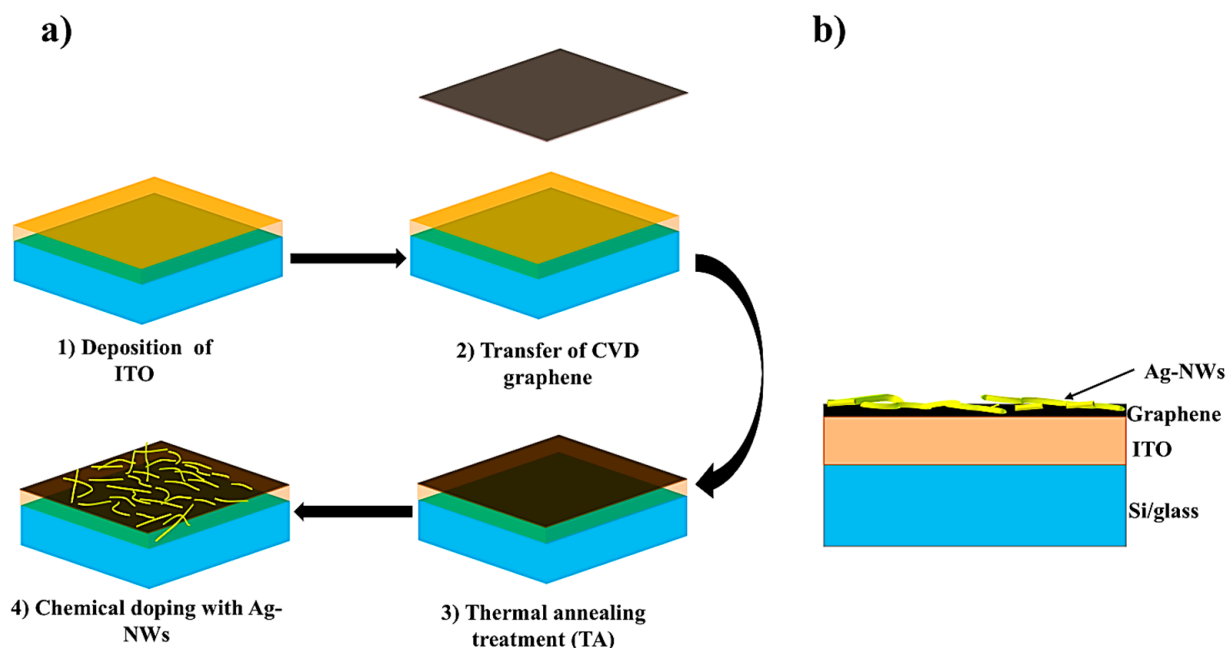 a)
1) Deposition of
ITO
2) Transfer of CVD
graphene
4) Chemical doping with Ag-
NWs
3) Thermal annealing
treatment (TA)
b)
Ag-NWs
Graphene
ITO
Si/glass